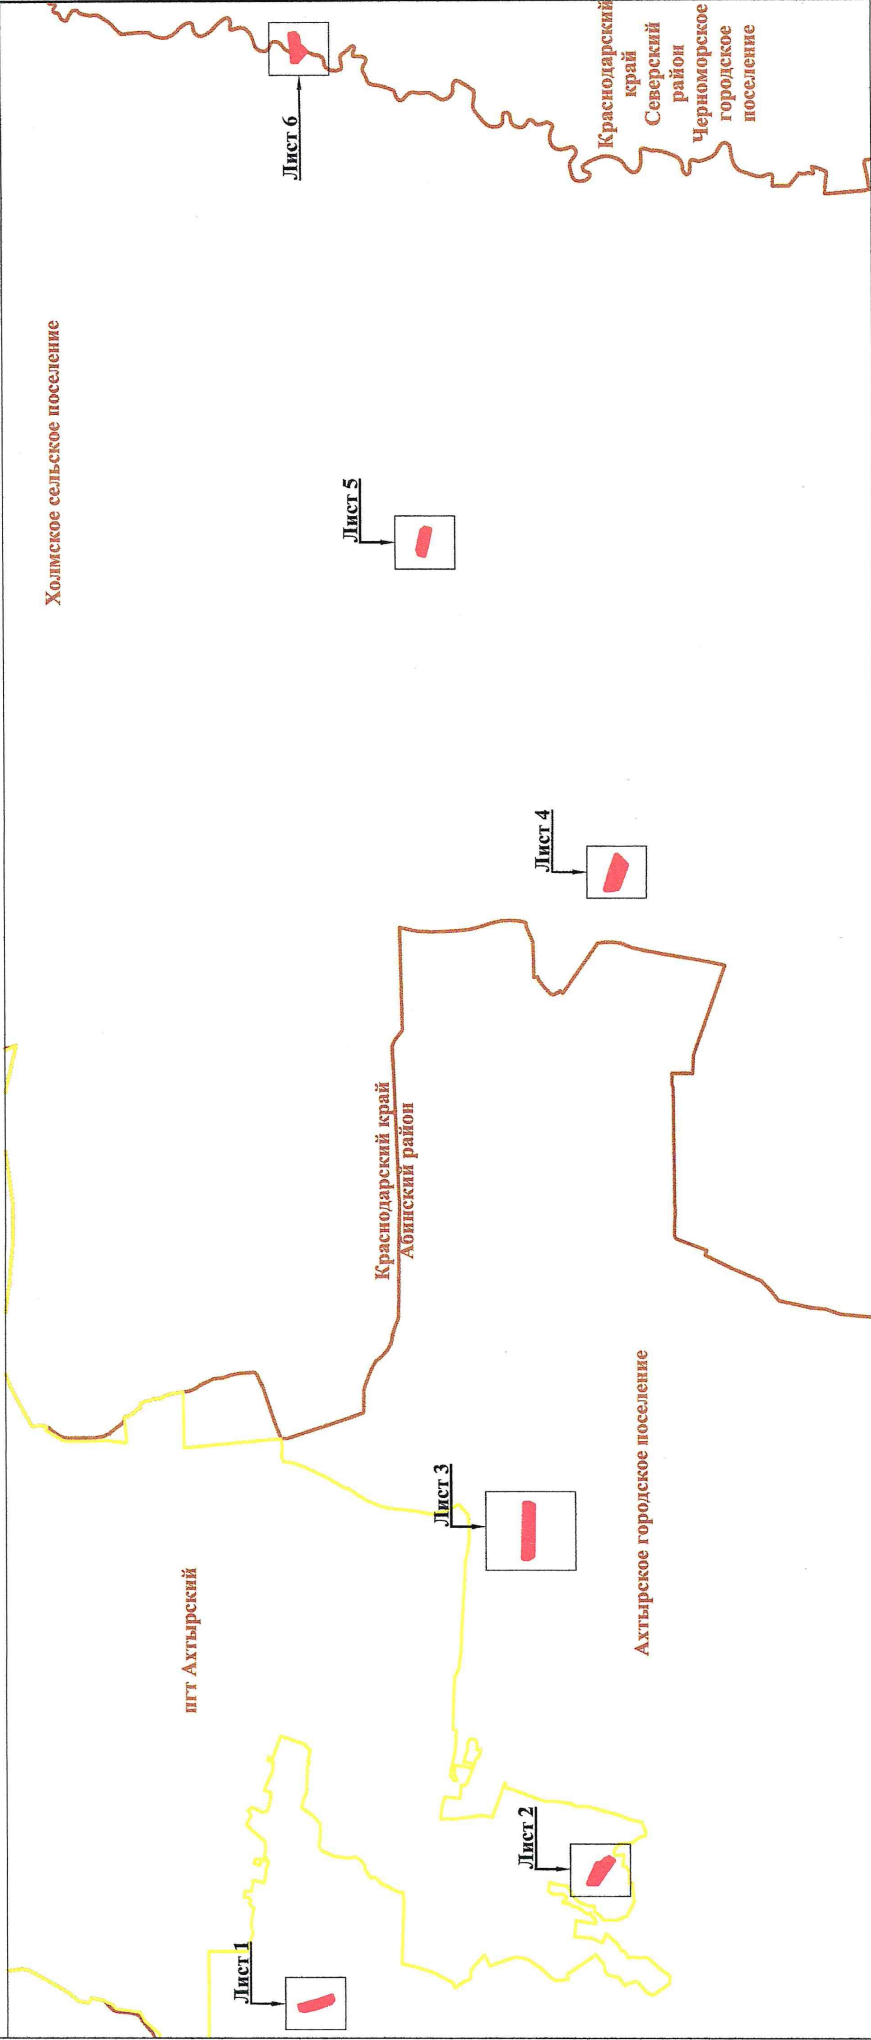 Холмское сельское поселение
пгт Ахтырский
Лист 1
Лист 6
Лист 5
Краснодарский край
Абинский район
Лист 3
Лист 2
Лист 4
Ахтырское городское поселение
Краснодарский
край
Северский
район
Черноморское
городское
поселение